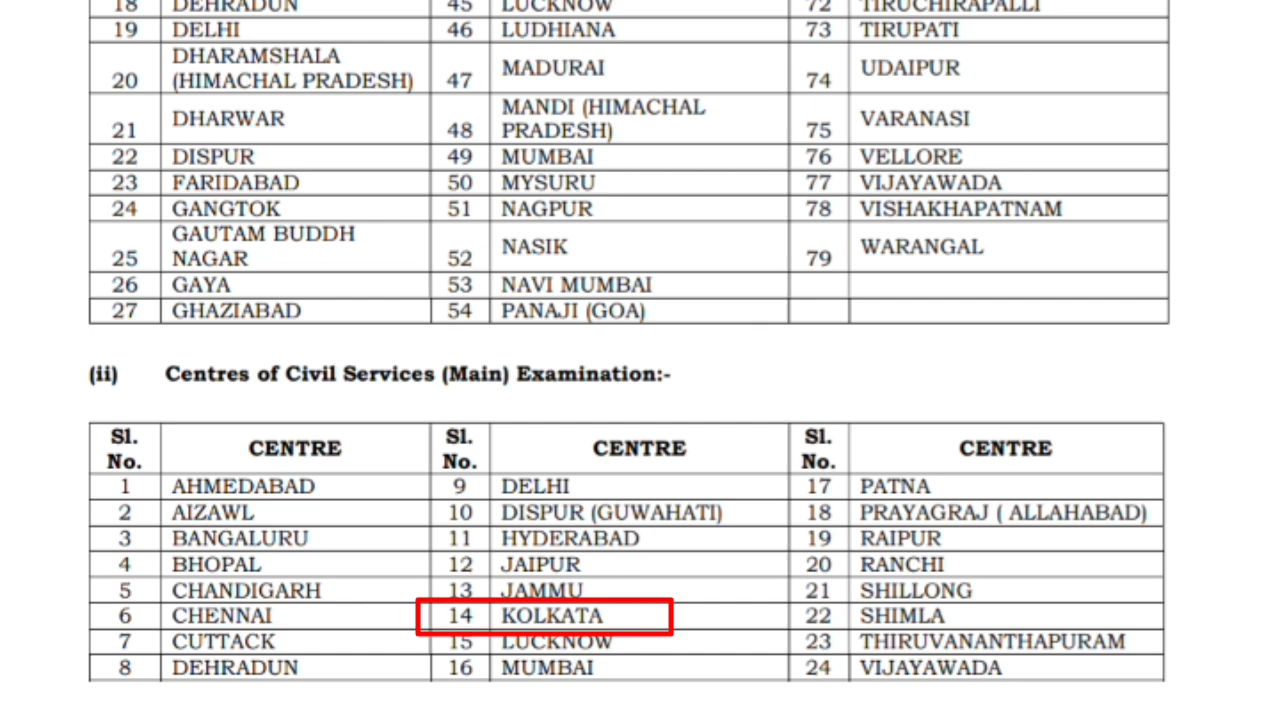 18 DEHRADUN 45 LUCKNOW 72 TIRUCHIRAPALLI
19 DELHI 46 LUDHIANA 73 TIRUPATI
20 DHARAMSHALA (HIMACHAL PRADESH) 47 MADURAI 74 UDAIPUR
21 DHARWAR 48 MANDI (HIMACHAL PRADESH) 75 VARANASI
22 DISPUR 49 MUMBAI 76 VELLORE
23 FARIDABAD 50 MYSURU 77 VIJAYAWADA
24 GANGTOK 51 NAGPUR 78 VISHAKHAPATNAM
25 GAUTAM BUDDH NAGAR 52 NASIK 79 WARANGAL
26 GAYA 53 NAVI MUMBAI
27 GHAZIABAD 54 PANAJI (GOA)
(ii) Centres of Civil Services (Main) Examination:-
Sl. No. CENTRE Sl. No. CENTRE Sl. No. CENTRE
1 AHMEDABAD 9 DELHI 17 PATNA
2 AIZAWL 10 DISPUR (GUWAHATI) 18 PRAYAGRAJ ( ALLAHABAD)
3 BANGALURU 11 HYDERABAD 19 RAIPUR
4 BHOPAL 12 JAIPUR 20 RANCHI
5 CHANDIGARH 13 JAMMU 21 SHILLONG
6 CHENNAI 14 KOLKATA 22 SHIMLA
7 CUTTACK 15 LUCKNOW 23 THIRUVANANTHAPURAM
8 DEHRADUN 16 MUMBAI 24 VIJAYAWADA